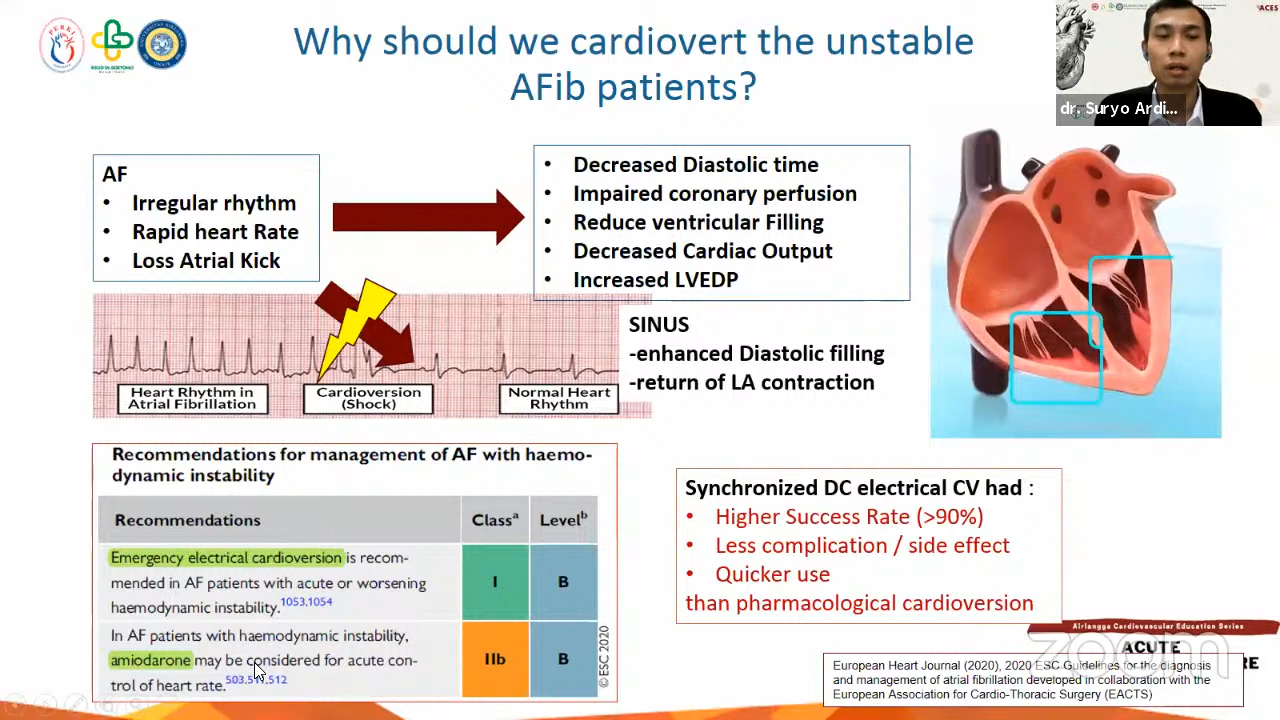 Why should we cardiovert the unstable
AFib patients?
PERKI
RSUD Dr. SOETOMO
ACES
dr. Suryo Ardi...
AF
• Irregular rhythm
• Rapid heart Rate
• Loss Atrial Kick
• Decreased Diastolic time
• Impaired coronary perfusion
• Reduce ventricular Filling
• Decreased Cardiac Output
• Increased LVEDP
Heart Rhythm in
Atrial Fibrillation
Cardioversion
(Shock)
Normal Heart
Rhythm
SINUS
-enhanced Diastolic filling
-return of LA contraction
Recommendations for management of AF with haemo-
dynamic instability
Recommendations Classᵃ Levelᵇ
Emergency electrical cardioversion is recom-
mended in AF patients with acute or worsening
haemodynamic instability.1053,1054
I B
In AF patients with haemodynamic instability,
amiodarone may be considered for acute con-
trol of heart rate.503,511,512
IIb B
©ESC 2020
Synchronized DC electrical CV had :
• Higher Success Rate (>90%)
• Less complication / side effect
• Quicker use
than pharmacological cardioversion
Airlangga Cardiovascular Education Series
ACUTE
zoom
European Heart Journal (2020), 2020 ESC Guidelines for the diagnosis
and management of atrial fibrillation developed in collaboration with the
European Association for Cardio-Thoracic Surgery (EACTS)